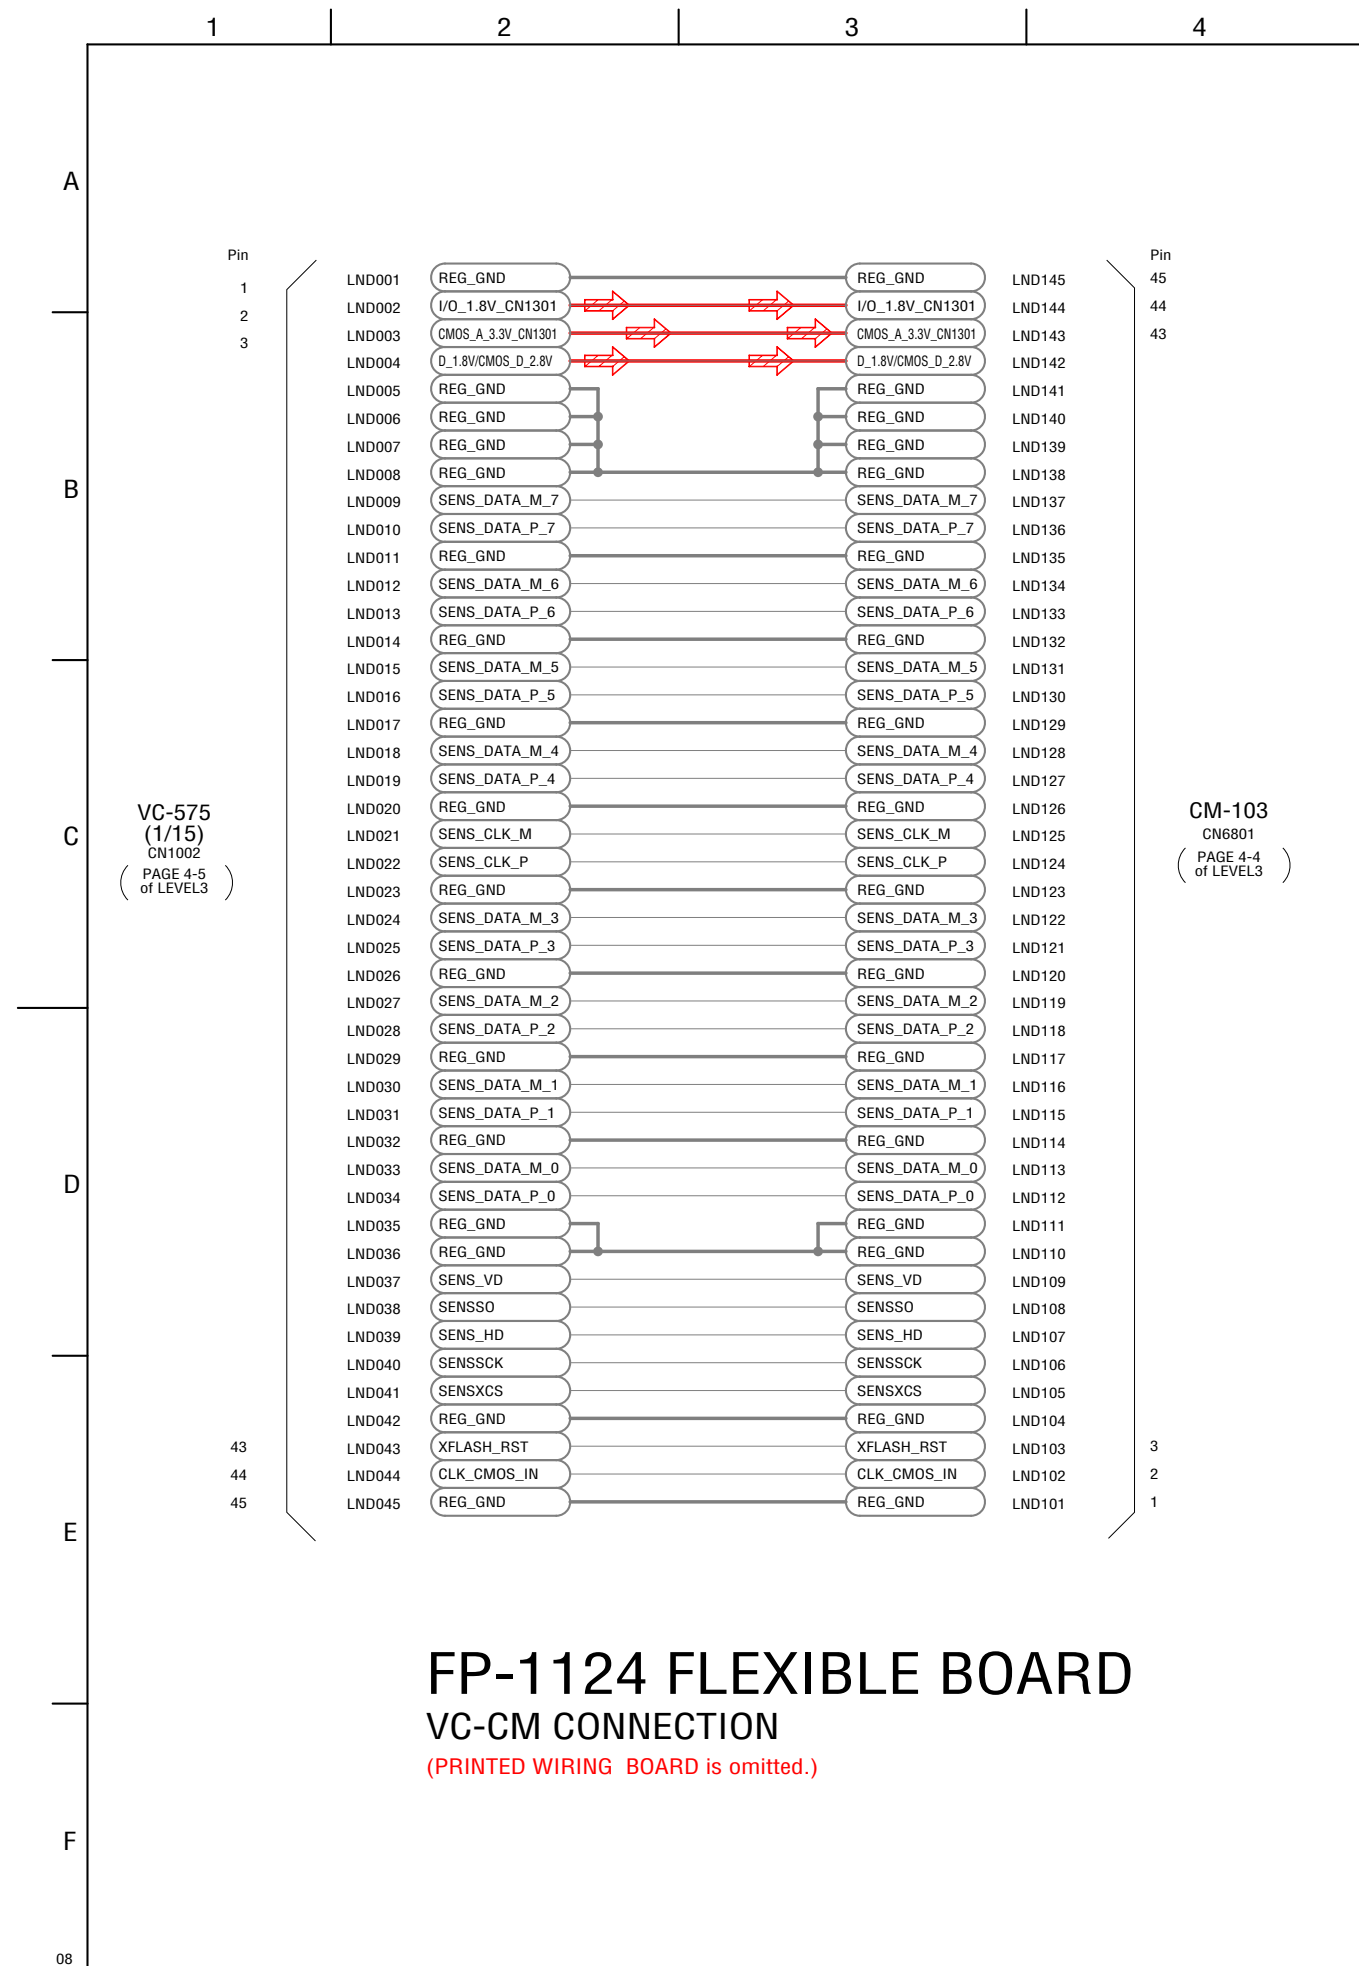 1 2 3 4
A
Pin Pin
1 LND001 REG_GND REG_GND LND145 45
2 LND002 I/O_1.8V_CN1301 I/O_1.8V_CN1301 LND144 44
3 LND003 CMOS_A_3.3V_CN1301 CMOS_A_3.3V_CN1301 LND143 43
LND004 D_1.8V/CMOS_D_2.8V D_1.8V/CMOS_D_2.8V LND142
LND005 REG_GND REG_GND LND141
LND006 REG_GND REG_GND LND140
LND007 REG_GND REG_GND LND139
LND008 REG_GND REG_GND LND138
B
LND009 SENS_DATA_M_7 SENS_DATA_M_7 LND137
LND010 SENS_DATA_P_7 SENS_DATA_P_7 LND136
LND011 REG_GND REG_GND LND135
LND012 SENS_DATA_M_6 SENS_DATA_M_6 LND134
LND013 SENS_DATA_P_6 SENS_DATA_P_6 LND133
LND014 REG_GND REG_GND LND132
LND015 SENS_DATA_M_5 SENS_DATA_M_5 LND131
LND016 SENS_DATA_P_5 SENS_DATA_P_5 LND130
LND017 REG_GND REG_GND LND129
LND018 SENS_DATA_M_4 SENS_DATA_M_4 LND128
LND019 SENS_DATA_P_4 SENS_DATA_P_4 LND127
LND020 REG_GND REG_GND LND126
C
VC-575
(1/15)
CN1002
( PAGE 4-5
of LEVEL3 )
CM-103
CN6801
( PAGE 4-4
of LEVEL3 )
LND021 SENS_CLK_M SENS_CLK_M LND125
LND022 SENS_CLK_P SENS_CLK_P LND124
LND023 REG_GND REG_GND LND123
LND024 SENS_DATA_M_3 SENS_DATA_M_3 LND122
LND025 SENS_DATA_P_3 SENS_DATA_P_3 LND121
LND026 REG_GND REG_GND LND120
LND027 SENS_DATA_M_2 SENS_DATA_M_2 LND119
LND028 SENS_DATA_P_2 SENS_DATA_P_2 LND118
LND029 REG_GND REG_GND LND117
LND030 SENS_DATA_M_1 SENS_DATA_M_1 LND116
LND031 SENS_DATA_P_1 SENS_DATA_P_1 LND115
LND032 REG_GND REG_GND LND114
LND033 SENS_DATA_M_0 SENS_DATA_M_0 LND113
D
LND034 SENS_DATA_P_0 SENS_DATA_P_0 LND112
LND035 REG_GND REG_GND LND111
LND036 REG_GND REG_GND LND110
LND037 SENS_VD SENS_VD LND109
LND038 SENSSO SENSSO LND108
LND039 SENS_HD SENS_HD LND107
LND040 SENSSCK SENSSCK LND106
LND041 SENSXCS SENSXCS LND105
LND042 REG_GND REG_GND LND104
43 LND043 XFLASH_RST XFLASH_RST LND103 3
44 LND044 CLK_CMOS_IN CLK_CMOS_IN LND102 2
45 LND045 REG_GND REG_GND LND101 1
E
FP-1124 FLEXIBLE BOARD
VC-CM CONNECTION
(PRINTED WIRING BOARD is omitted.)
F
08